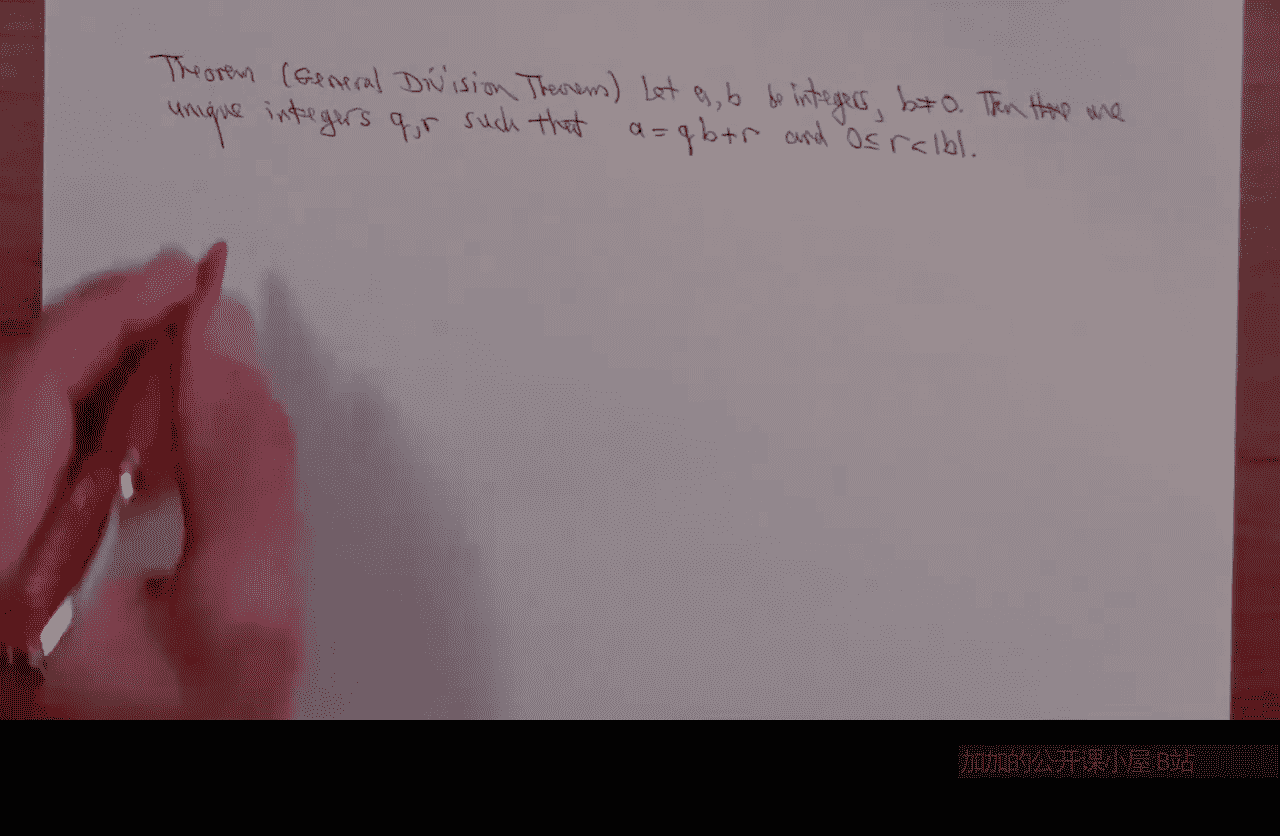 Theorem (General Division Theorem) Let a, b be integers, b≠0. Then there are
unique integers q, r such that a = qb + r and 0 ≤ r < |b|.
加加的公开课小屋 B站